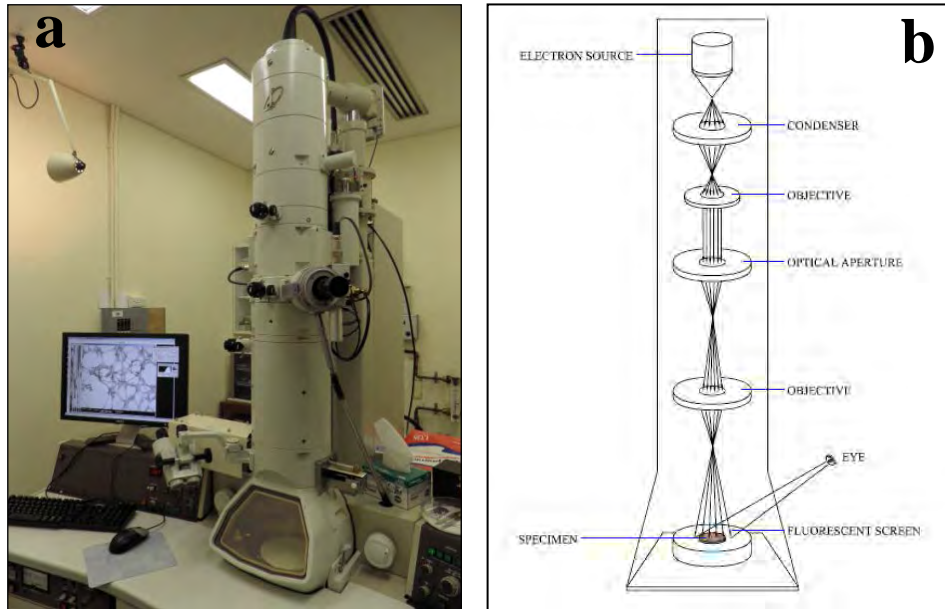 a
b
ELECTRON SOURCE
CONDENSER
OBJECTIVE
OPTICAL APERTURE
OBJECTIVE
EYE
FLUORESCENT SCREEN
SPECIMEN